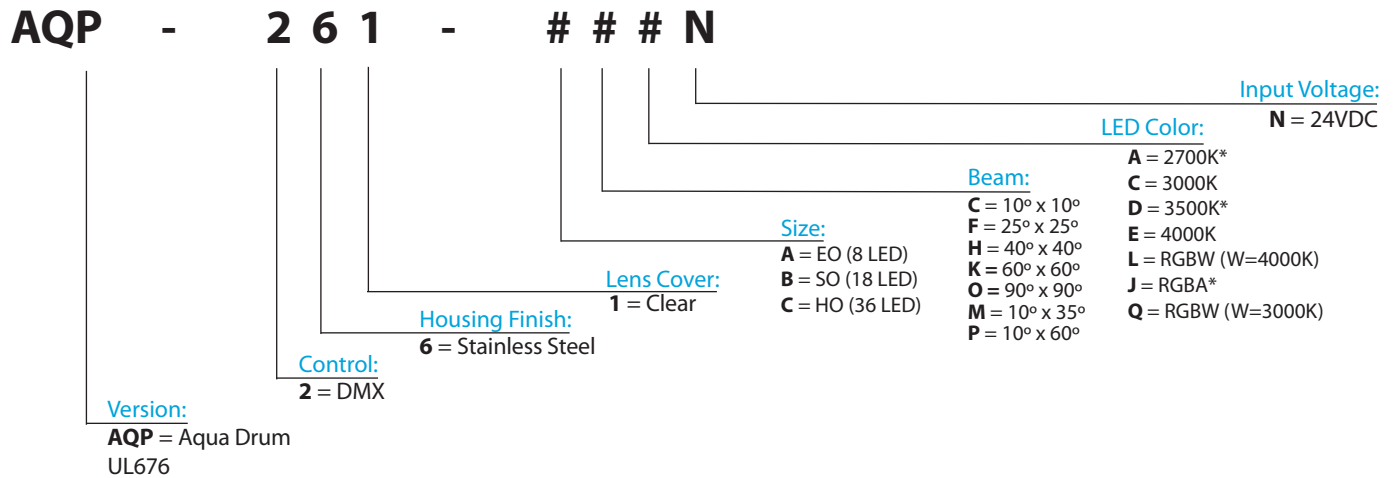 AQP - 2 6 1 - # # # N
Input Voltage:
N = 24VDC
LED Color:
A = 2700K*
C = 3000K
D = 3500K*
E = 4000K
L = RGBW (W=4000K)
J = RGBA*
Q = RGBW (W=3000K)
Beam:
C = 10º x 10º
F = 25º x 25º
H = 40º x 40º
K = 60º x 60º
O = 90º x 90º
M = 10º x 35º
P = 10º x 60º
Size:
A = EO (8 LED)
B = SO (18 LED)
C = HO (36 LED)
Lens Cover:
1 = Clear
Housing Finish:
6 = Stainless Steel
Control:
2 = DMX
Version:
AQP = Aqua Drum
UL676